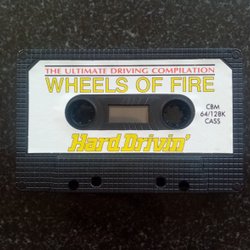 THE ULTIMATE DRIVING COMPILATION
WHEELS OF FIRE
CBM
64/128K
CASS
Hard Drivin'